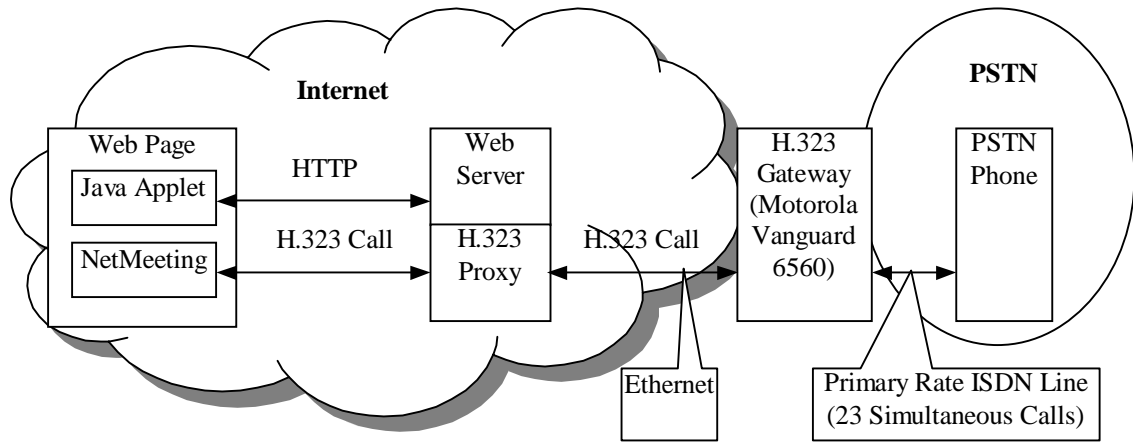 Internet
PSTN
Web Page
Java Applet
NetMeeting
HTTP
H.323 Call
Web
Server
H.323
Proxy
H.323 Call
H.323
Gateway
(Motorola
Vanguard
6560)
PSTN
Phone
Ethernet
Primary Rate ISDN Line
(23 Simultaneous Calls)